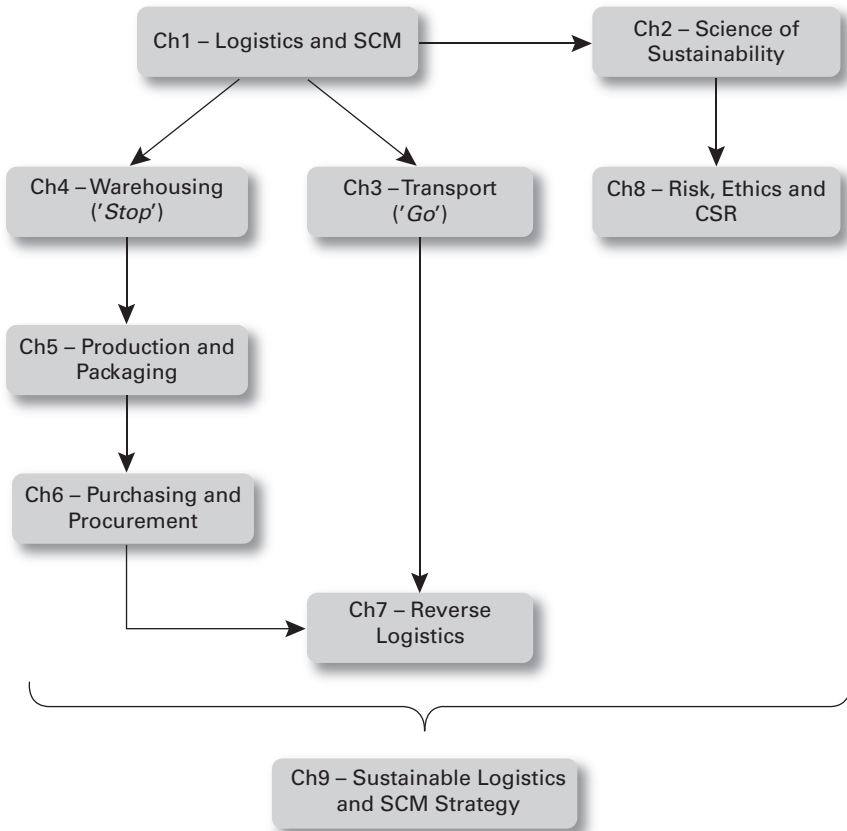 Ch1 – Logistics and SCM
Ch2 – Science of
Sustainability
Ch4 – Warehousing
('Stop')
Ch3 – Transport
('Go')
Ch8 – Risk, Ethics and
CSR
Ch5 – Production and
Packaging
Ch6 – Purchasing and
Procurement
Ch7 – Reverse
Logistics
Ch9 – Sustainable Logistics
and SCM Strategy